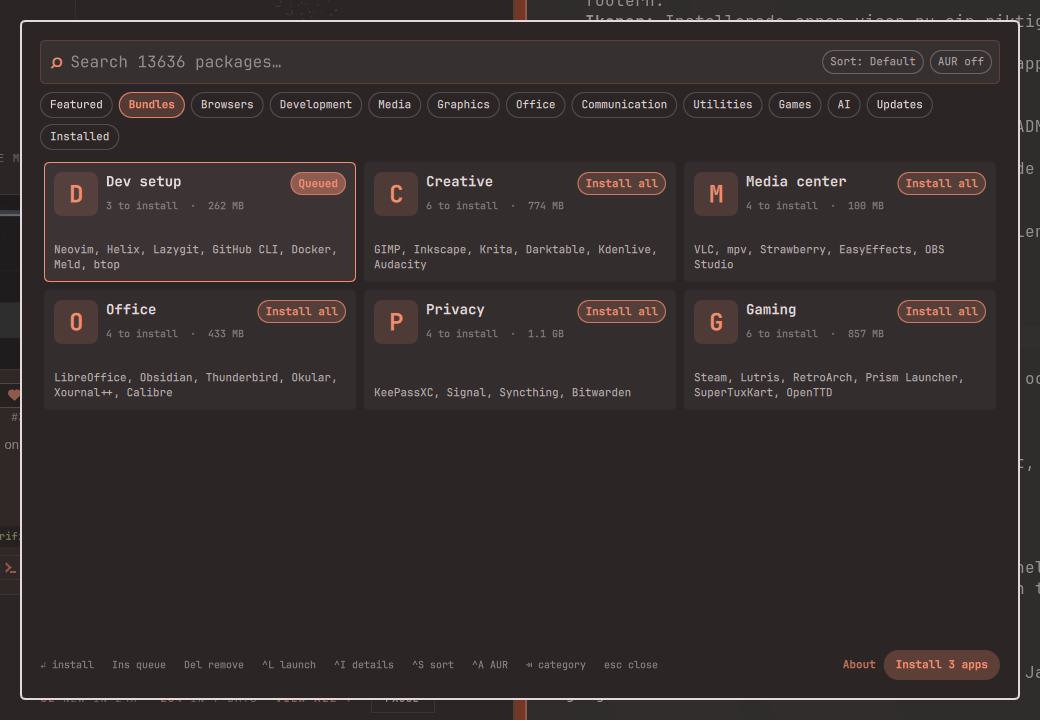 Search 13636 packages…
Sort: Default
AUR off
Featured
Bundles
Browsers
Development
Media
Graphics
Office
Communication
Utilities
Games
AI
Updates
Installed
D
Dev setup
Queued
3 to install · 262 MB
Neovim, Helix, Lazygit, GitHub CLI, Docker,
Meld, btop
C
Creative
Install all
6 to install · 774 MB
GIMP, Inkscape, Krita, Darktable, Kdenlive,
Audacity
M
Media center
Install all
4 to install · 100 MB
VLC, mpv, Strawberry, EasyEffects, OBS
Studio
O
Office
Install all
4 to install · 433 MB
LibreOffice, Obsidian, Thunderbird, Okular,
Xournal++, Calibre
P
Privacy
Install all
4 to install · 1.1 GB
KeePassXC, Signal, Syncthing, Bitwarden
G
Gaming
Install all
6 to install · 857 MB
Steam, Lutris, RetroArch, Prism Launcher,
SuperTuxKart, OpenTTD
↲ install
Ins queue
Del remove
^L launch
^I details
^S sort
^A AUR
⇥ category
esc close
About
Install 3 apps